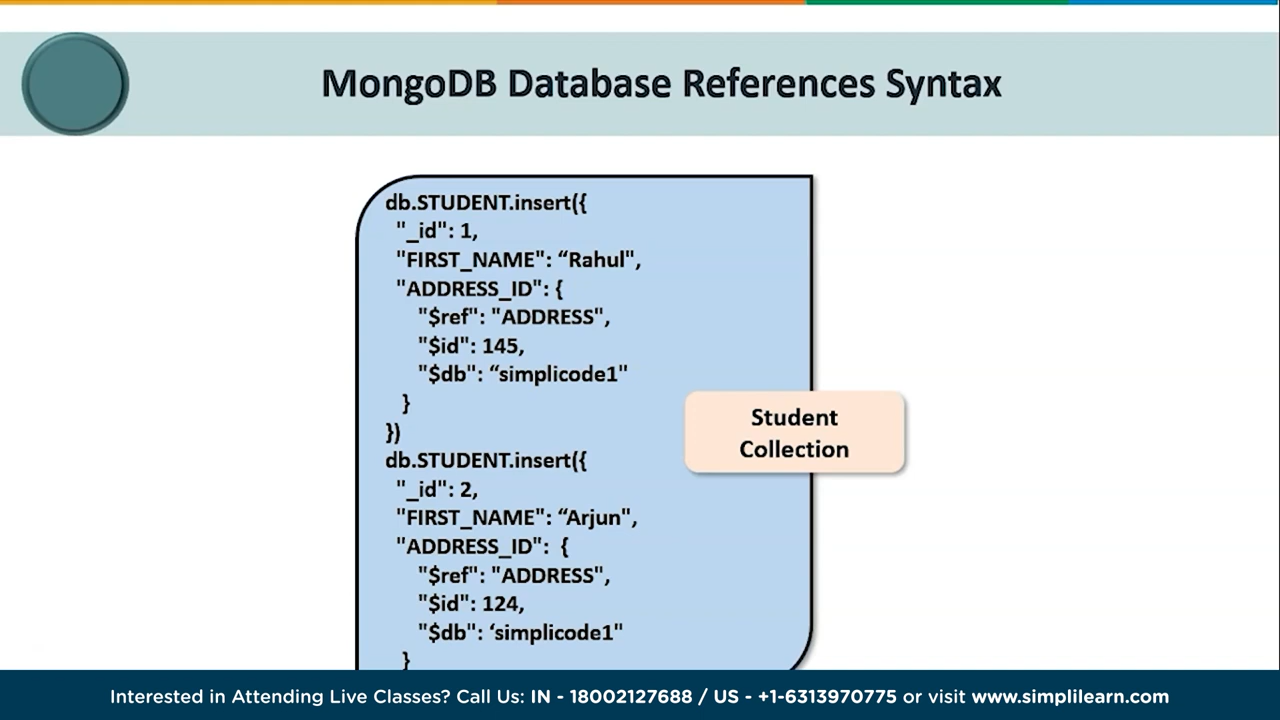 MongoDB Database References Syntax
db.STUDENT.insert({
"_id": 1,
"FIRST_NAME": “Rahul",
"ADDRESS_ID": {
"$ref": "ADDRESS",
"$id": 145,
"$db": “simplicode1"
}
})
db.STUDENT.insert({
"_id": 2,
"FIRST_NAME": “Arjun",
"ADDRESS_ID": {
"$ref": "ADDRESS",
"$id": 124,
"$db": ‘simplicode1"
}
Student
Collection
Interested in Attending Live Classes? Call Us: IN - 18002127688 / US - +1-6313970775 or visit www.simplilearn.com